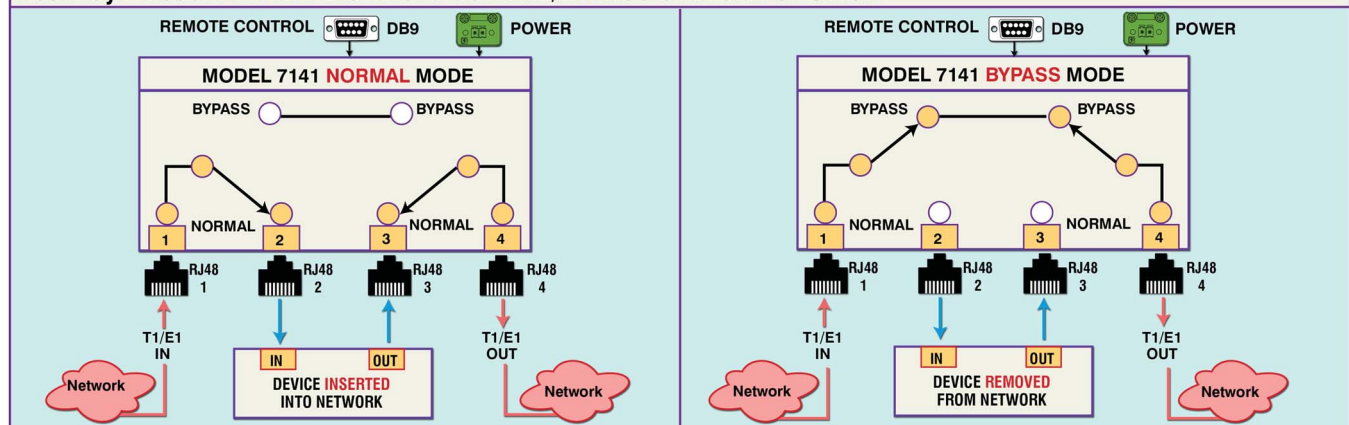 REMOTE CONTROL DB9 POWER
MODEL 7141 NORMAL MODE
BYPASS BYPASS
NORMAL NORMAL
1 2 3 4
RJ48 1
RJ48 2
RJ48 3
RJ48 4
T1/E1 IN
T1/E1 OUT
IN OUT
DEVICE INSERTED
INTO NETWORK
Network
Network
REMOTE CONTROL DB9 POWER
MODEL 7141 BYPASS MODE
BYPASS BYPASS
NORMAL NORMAL
1 2 3 4
RJ48 1
RJ48 2
RJ48 3
RJ48 4
T1/E1 IN
T1/E1 OUT
IN OUT
DEVICE REMOVED
FROM NETWORK
Network
Network